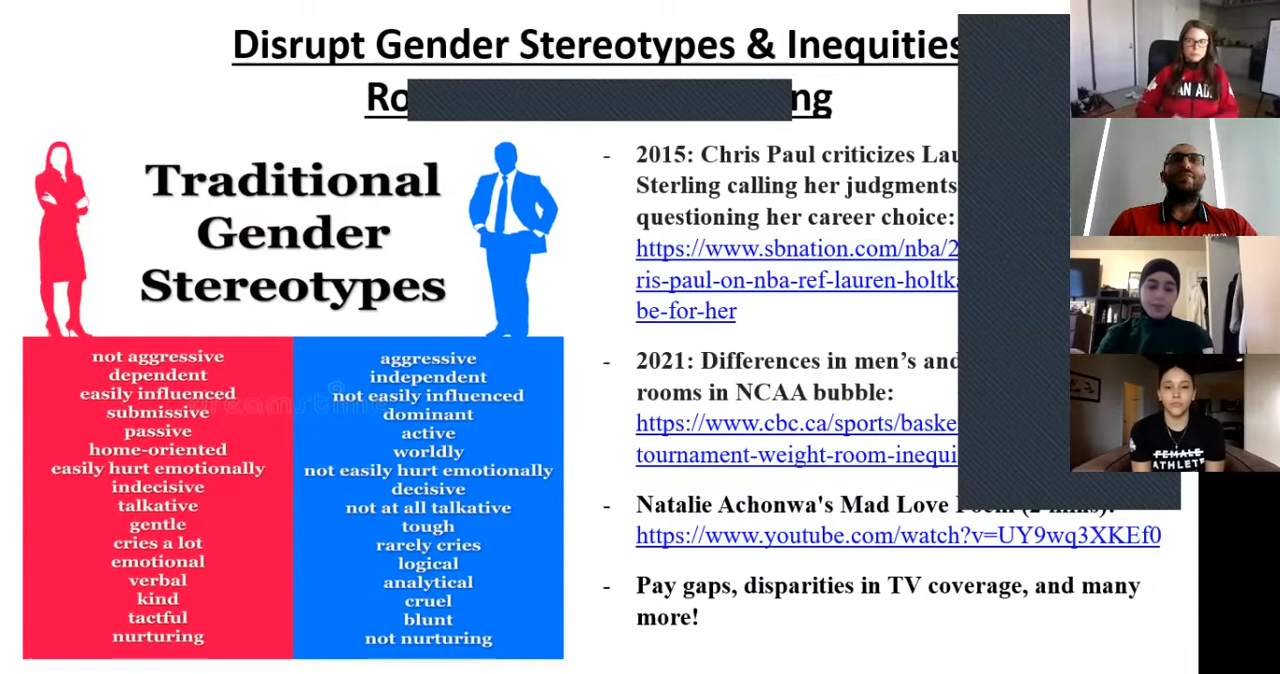 Disrupt Gender Stereotypes & Inequities
Traditional
Gender
Stereotypes
not aggressive
dependent
easily influenced
submissive
passive
home-oriented
easily hurt emotionally
indecisive
talkative
gentle
cries a lot
emotional
verbal
kind
tactful
nurturing
aggressive
independent
not easily influenced
dominant
active
worldly
not easily hurt emotionally
decisive
not at all talkative
tough
rarely cries
logical
analytical
cruel
blunt
not nurturing
dreamstime
- 2015: Chris Paul criticizes
Sterling calling her judgments
questioning her career choice:
https://www.sbnation.com/nba/2
ris-paul-on-nba-ref-lauren-holtk
be-for-her
- 2021: Differences in men's and
rooms in NCAA bubble:
https://www.cbc.ca/sports/baske
tournament-weight-room-inequi
- Natalie Achonwa's Mad Love
https://www.youtube.com/watch?v=UY9wq3XKEf0
- Pay gaps, disparities in TV coverage, and many
more!
FEMALE
ATHLETE